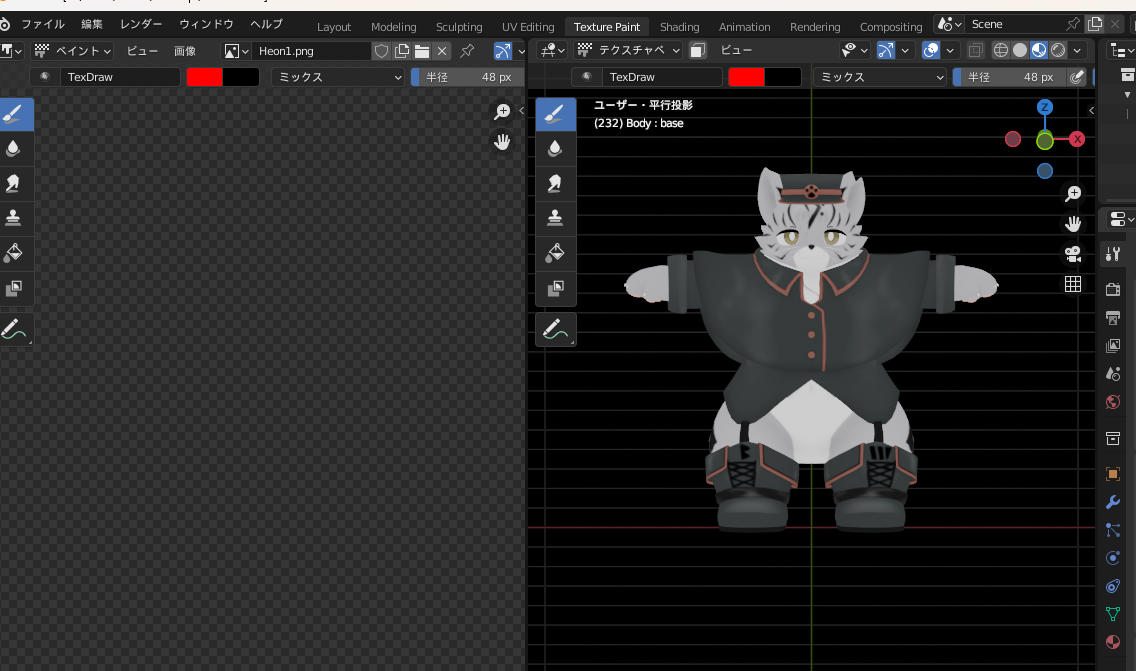 ファイル 編集 レンダー ウィンドウ ヘルプ Layout Modeling Sculpting UV Editing Texture Paint Shading Animation Rendering Compositing Scene
ペイント ビュー 画像 Heon1.png
テクスチャペ ビュー
TexDraw ミックス 半径 48 px
TexDraw ミックス 半径 48 px
ユーザー・平行投影
(232) Body : base
Z
X